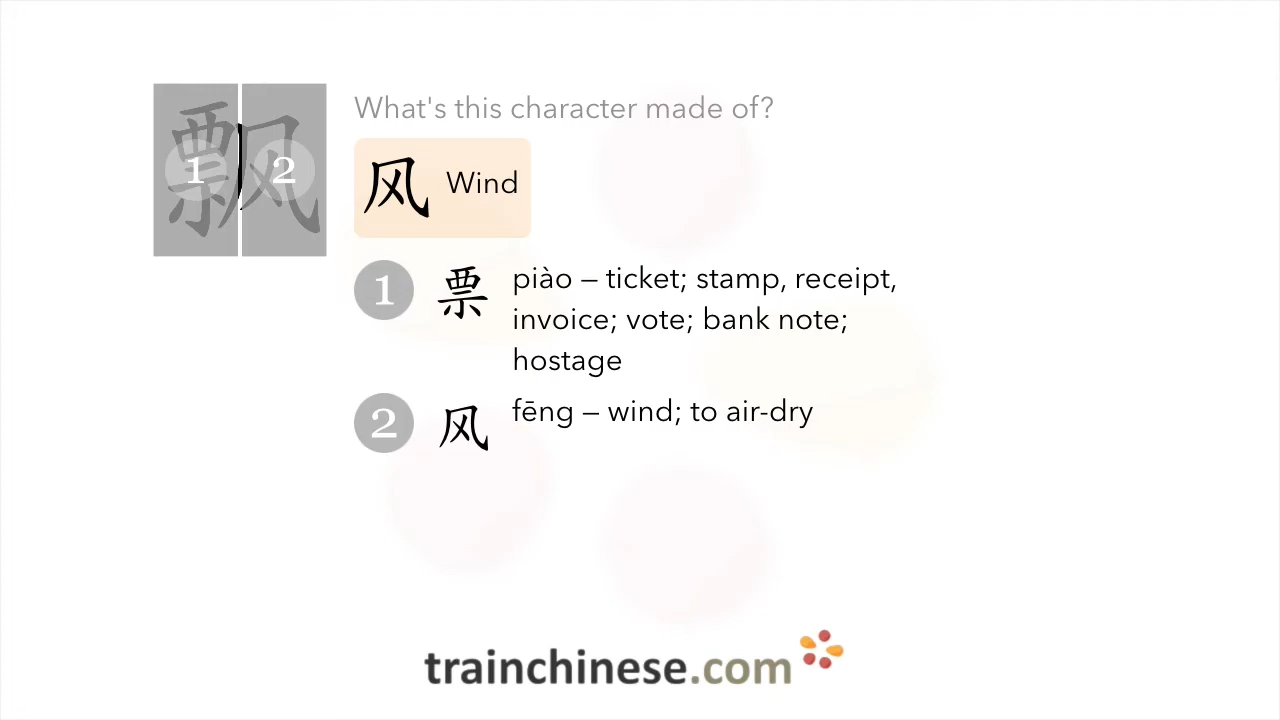 飘
1 2
What's this character made of?
风 Wind
1 票 piào – ticket; stamp, receipt,
invoice; vote; bank note;
hostage
2 风 fēng – wind; to air-dry
trainchinese.com